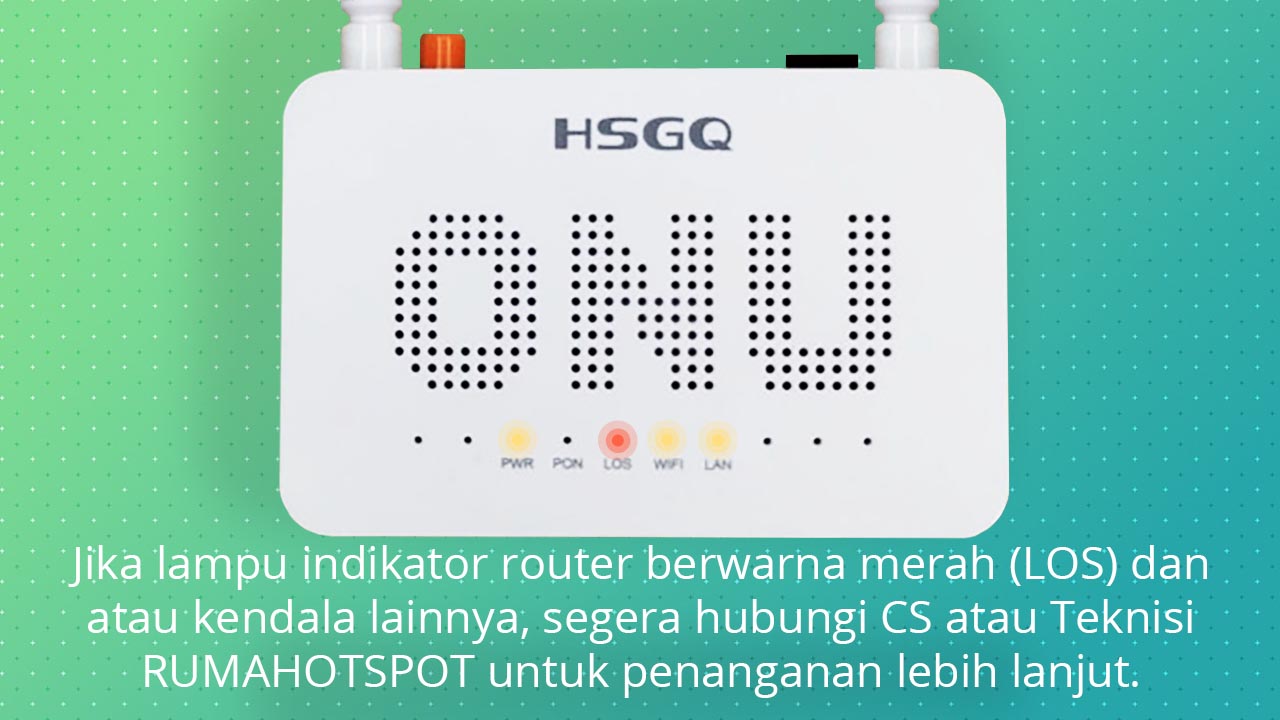 HSGQ
ONU
PWR PON LOS WIFI LAN
Jika lampu indikator router berwarna merah (LOS) dan
atau kendala lainnya, segera hubungi CS atau Teknisi
RUMAHOTSPOT untuk penanganan lebih lanjut.